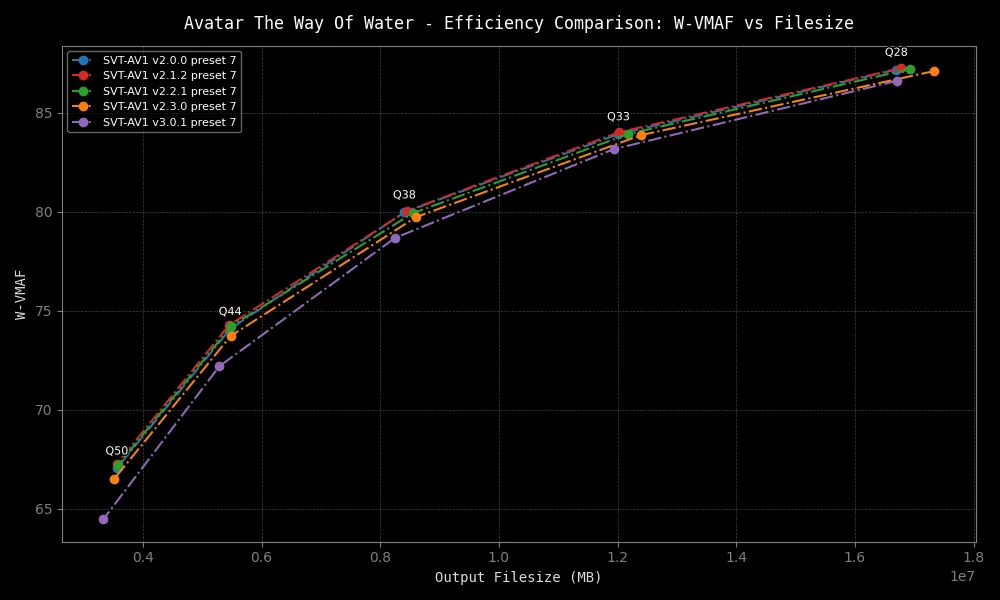 Avatar The Way Of Water - Efficiency Comparison: W-VMAF vs Filesize
SVT-AV1 v2.0.0 preset 7
SVT-AV1 v2.1.2 preset 7
SVT-AV1 v2.2.1 preset 7
SVT-AV1 v2.3.0 preset 7
SVT-AV1 v3.0.1 preset 7
Q28
Q33
Q38
Q44
Q50
85
80
75
70
65
W-VMAF
0.4 0.6 0.8 1.0 1.2 1.4 1.6 1.8
1e7
Output Filesize (MB)